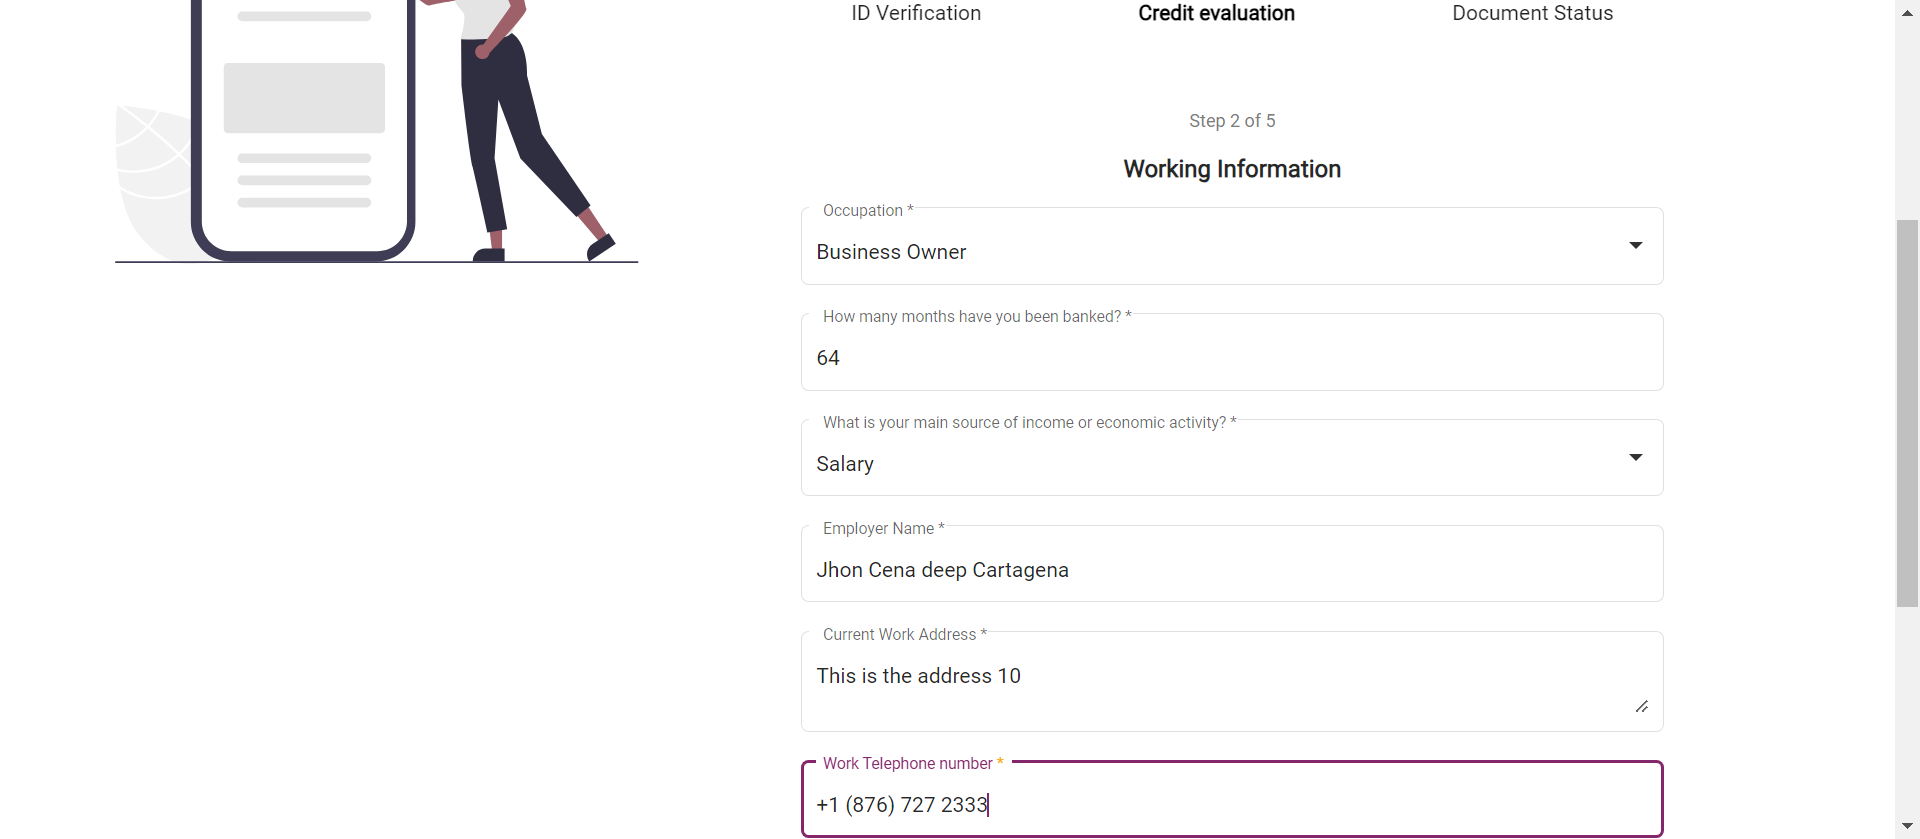 ID Verification
Credit evaluation
Document Status
Step 2 of 5
Working Information
Occupation *
Business Owner
How many months have you been banked? *
64
What is your main source of income or economic activity? *
Salary
Employer Name *
Jhon Cena deep Cartagena
Current Work Address *
This is the address 10
Work Telephone number *
+1 (876) 727 2333